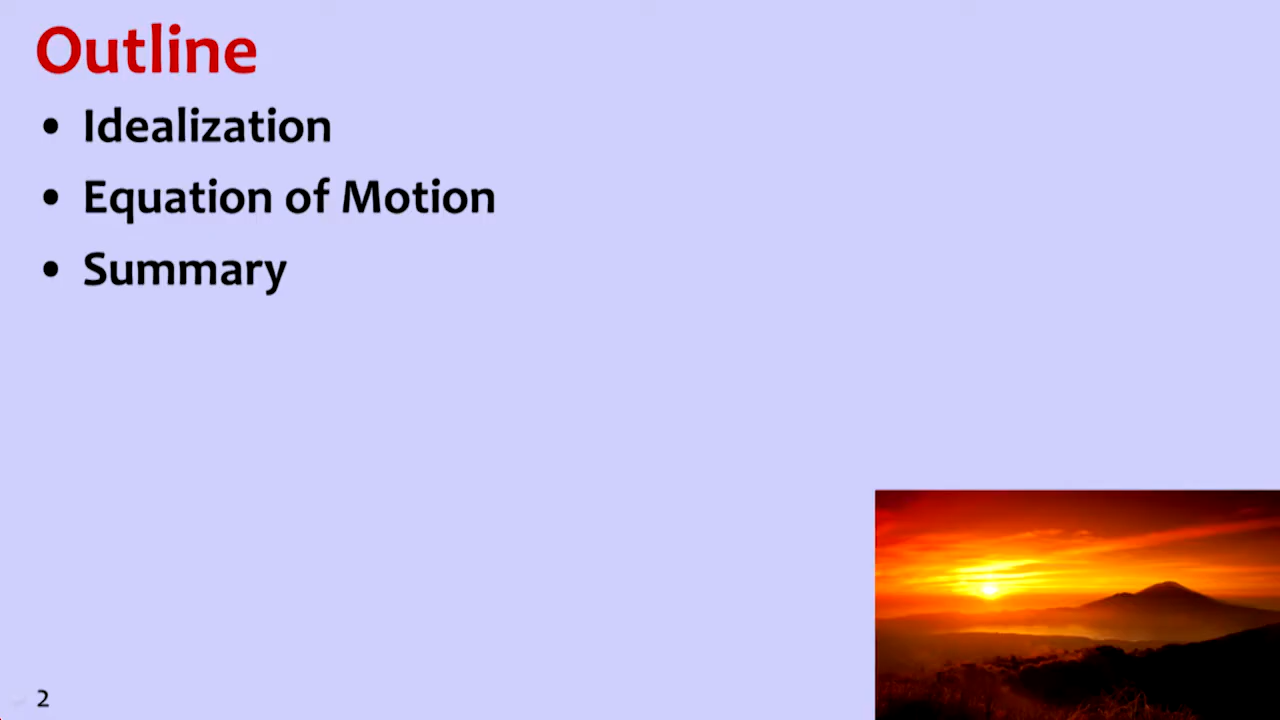 Outline
• Idealization
• Equation of Motion
• Summary
2